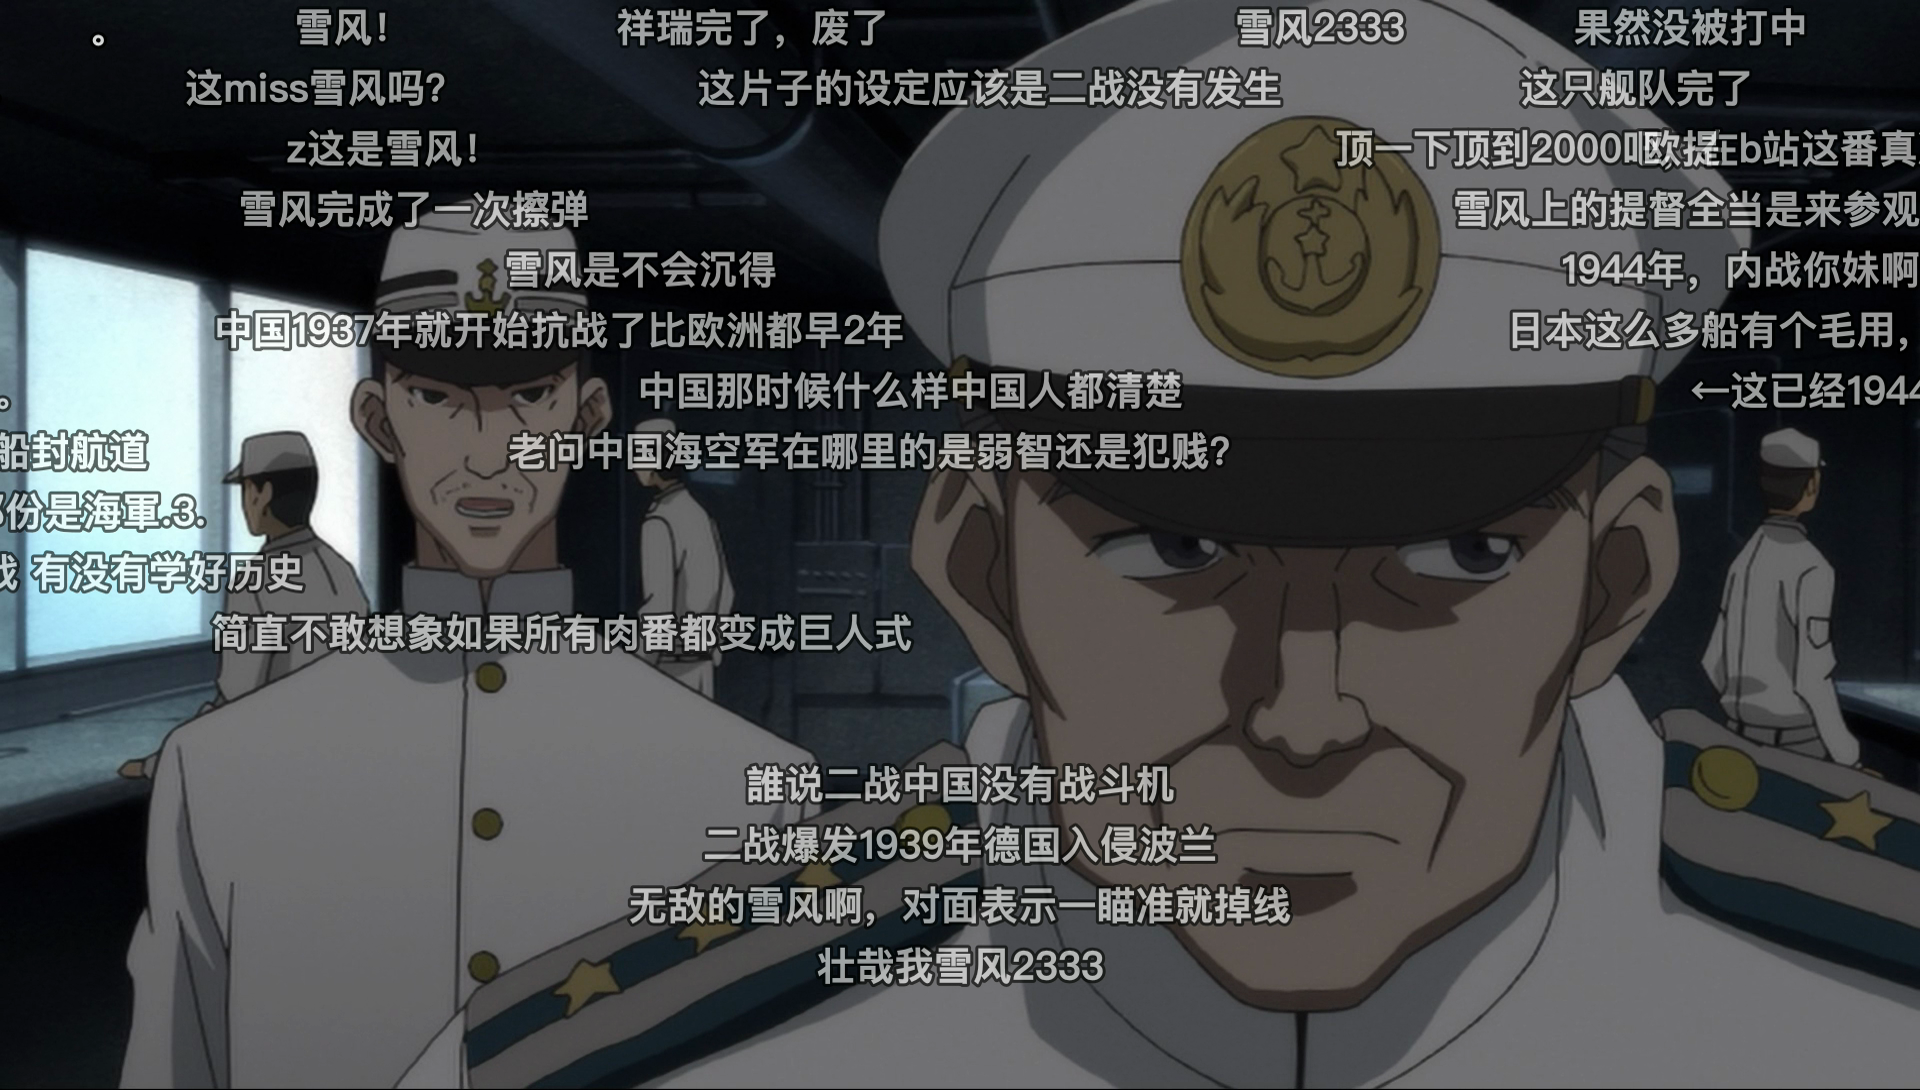 。
雪风！
祥瑞完了，废了
雪风2333
果然没被打中
这miss雪风吗？
这片子的设定应该是二战没有发生
这只舰队完了
z这是雪风！
顶一下顶到2000吧
在b站这番真
雪风完成了一次擦弹
雪风上的提督全当是来参观
雪风是不会沉得
1944年，内战你妹啊
中国1937年就开始抗战了比欧洲都早2年
日本这么多船有个毛用，
。
中国那时候什么样中国人都清楚
←这已经1944
船封航道
老问中国海空军在哪里的是弱智还是犯贱？
份是海軍.3.
有没有学好历史
简直不敢想象如果所有肉番都变成巨人式
誰说二战中国没有战斗机
二战爆发1939年德国入侵波兰
无敌的雪风啊，对面表示一瞄准就掉线
壮哉我雪风2333